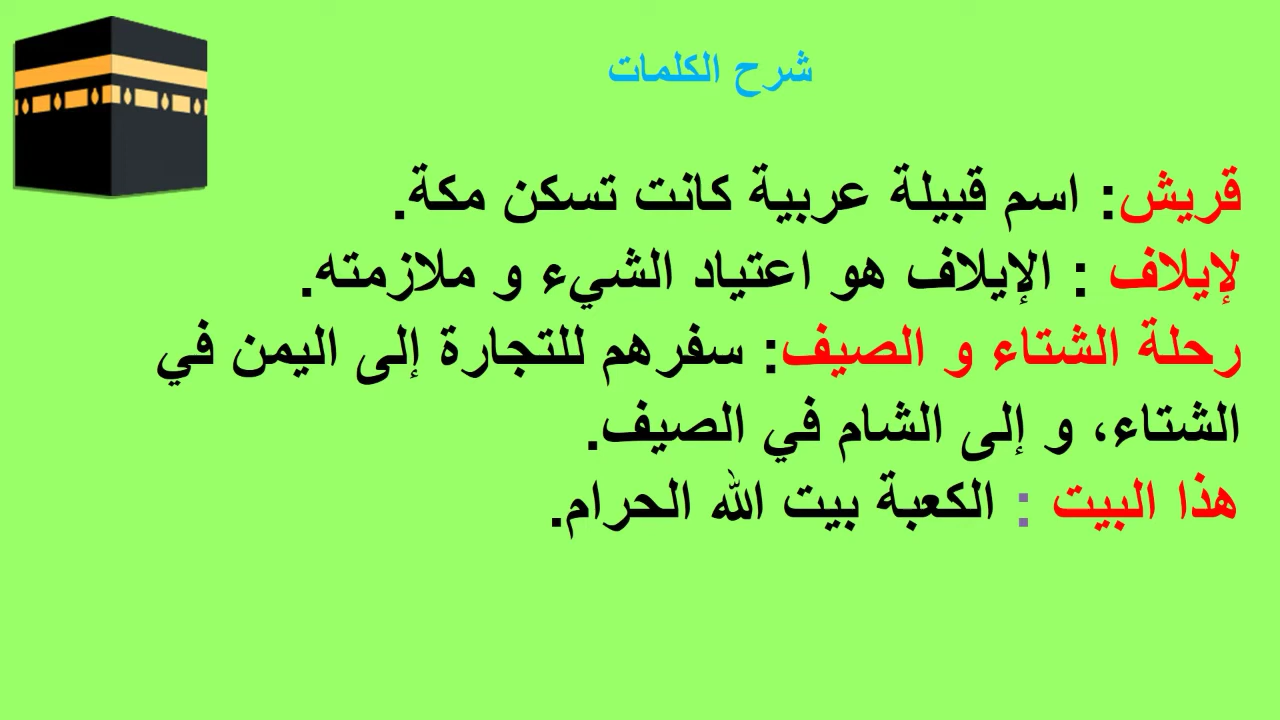 شرح الكلمات
قريش: اسم قبيلة عربية كانت تسكن مكة.
لإيلاف : الإيلاف هو اعتياد الشيء و ملازمته.
رحلة الشتاء و الصيف: سفرهم للتجارة إلى اليمن في
الشتاء، و إلى الشام في الصيف.
هذا البيت : الكعبة بيت الله الحرام.